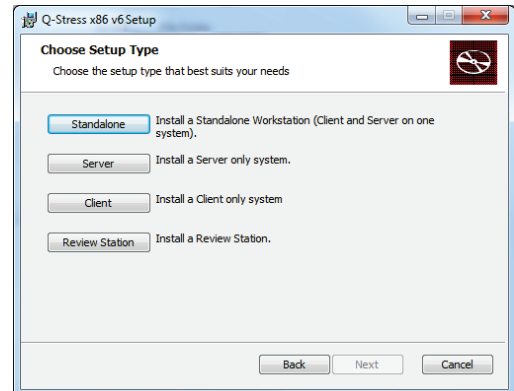 Q-Stress x86 v6 Setup
Choose Setup Type
Choose the setup type that best suits your needs
Standalone
Install a Standalone Workstation (Client and Server on one
system).
Server
Install a Server only system.
Client
Install a Client only system
Review Station
Install a Review Station.
Back
Next
Cancel